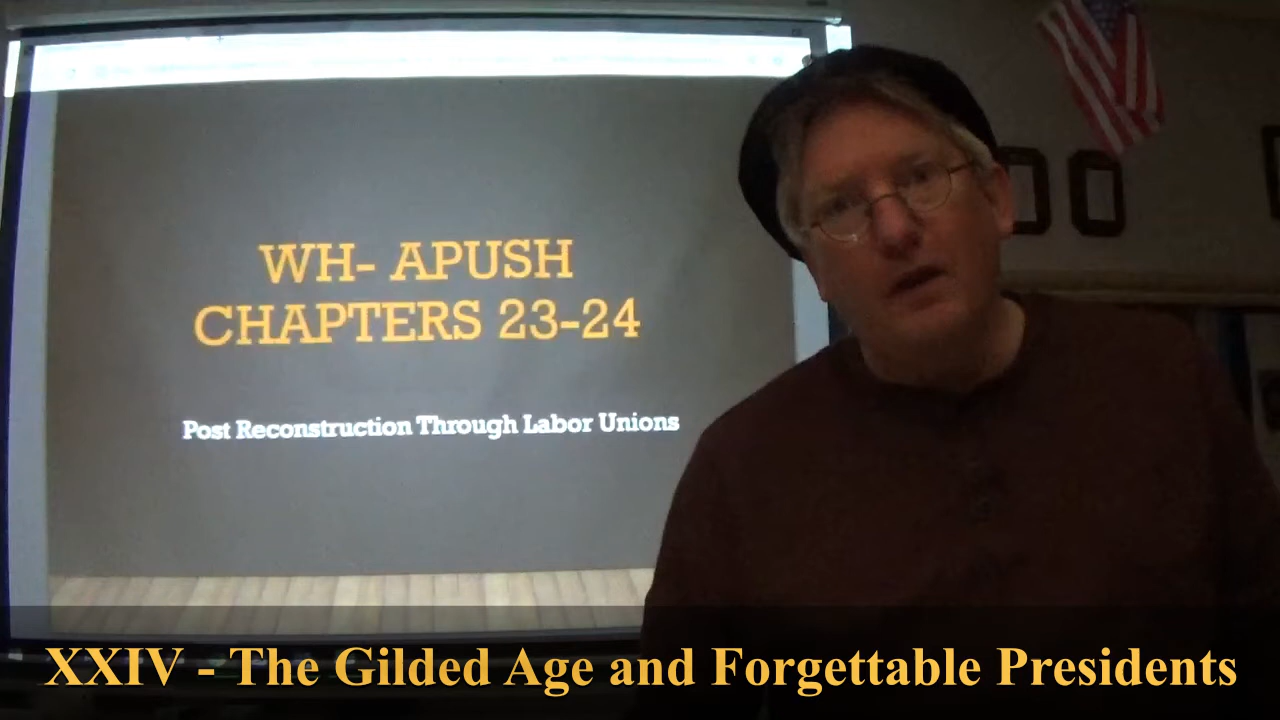 WH- APUSH
CHAPTERS 23-24
Post Reconstruction Through Labor Unions
XXIV - The Gilded Age and Forgettable Presidents